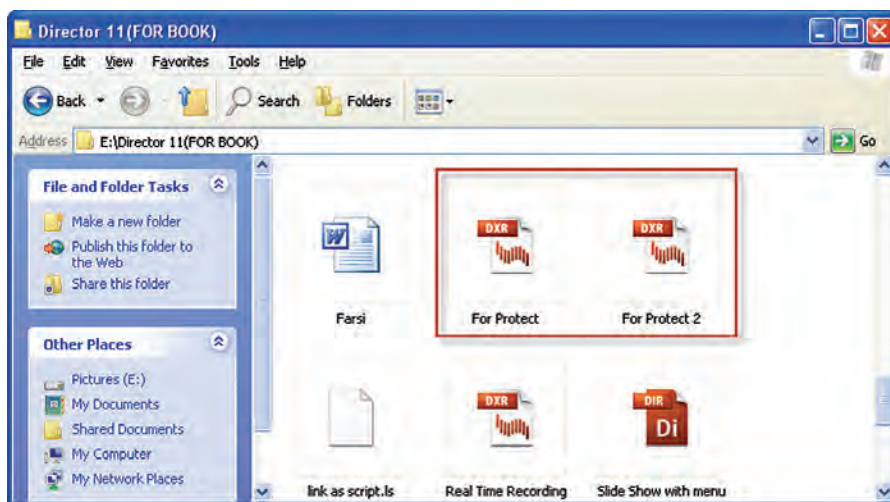 Director 11(FOR BOOK)
File Edit View Favorites Tools Help
Back Search Folders
Address E:\Director 11(FOR BOOK) Go
File and Folder Tasks
Make a new folder
Publish this folder to
the Web
Share this folder
Other Places
Pictures (E:)
My Documents
Shared Documents
My Computer
My Network Places
W
DXR
DXR
Farsi
For Protect
For Protect 2
DXR
DIR
Di
link as script.ls
Real Time Recording
Slide Show with menu